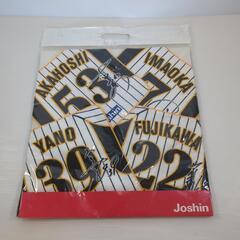 AKAHOSHI
53
IMAOKA
7
YANO
39
FUJIKAWA
22
Joshin